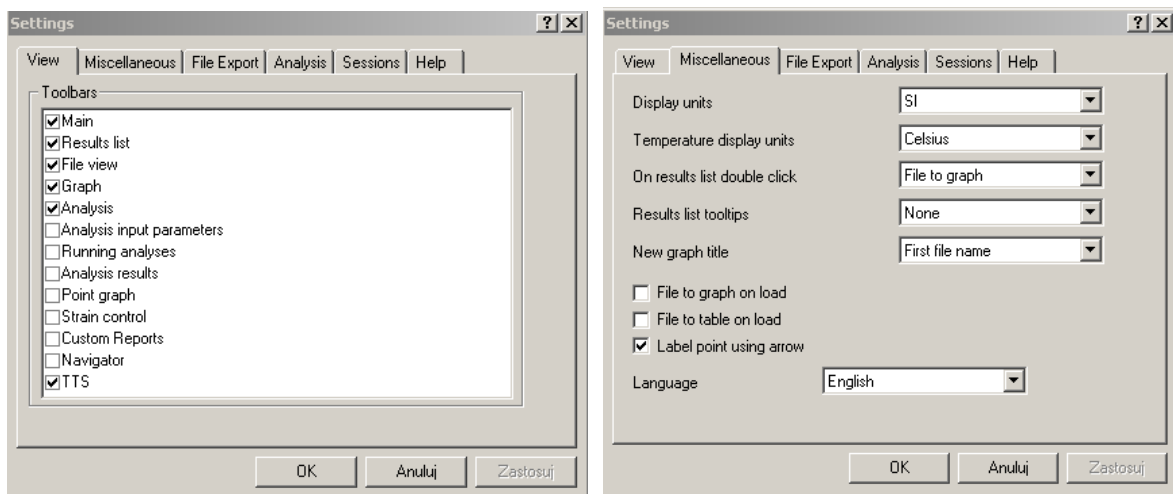 Settings
View Miscellaneous File Export Analysis Sessions Help
Toolbars
Main
Results list
File view
Graph
Analysis
Analysis input parameters
Running analyses
Analysis results
Point graph
Strain control
Custom Reports
Navigator
TTS
OK Anuluj Zastosuj
Settings
View Miscellaneous File Export Analysis Sessions Help
Display units SI
Temperature display units Celsius
On results list double click File to graph
Results list tooltips None
New graph title First file name
File to graph on load
File to table on load
Label point using arrow
Language English
OK Anuluj Zastosuj